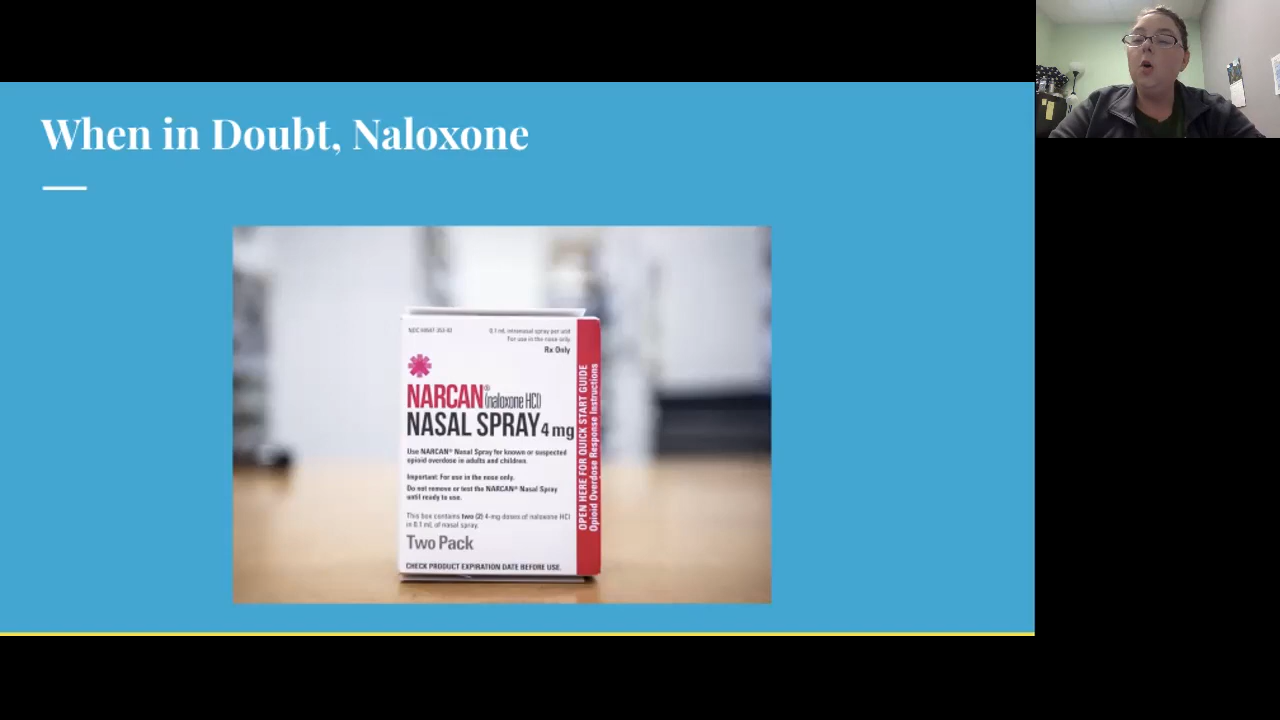 When in Doubt, Naloxone
0.1 mL intranasal spray per unit
For use in the nose only
Rx Only
NARCAN® (naloxone HCl)
NASAL SPRAY 4 mg
Use NARCAN® Nasal Spray for known or suspected
opioid overdose in adults and children.
Important: For use in the nose only.
Do not remove or test the NARCAN® Nasal Spray
until ready to use.
This box contains two (2) 4-mg doses of naloxone HCl
in 0.1 mL of nasal spray.
Two Pack
CHECK PRODUCT EXPIRATION DATE BEFORE USE.
OPEN HERE FOR QUICK START GUIDE
Opioid Overdose Response Instructions